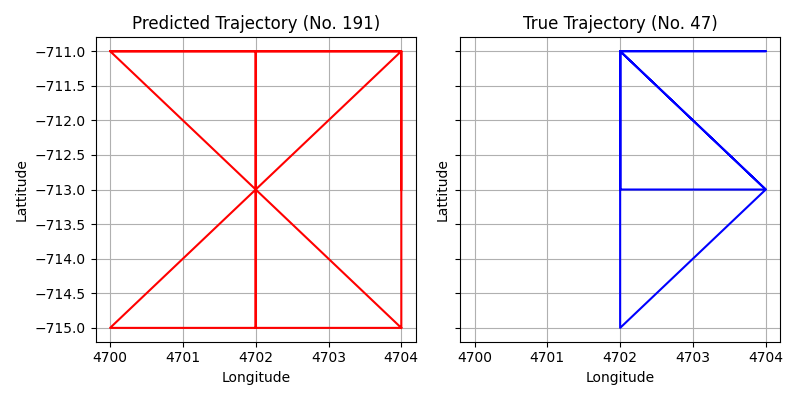 Predicted Trajectory (No. 191)
True Trajectory (No. 47)
Lattitude
−711.0
−711.5
−712.0
−712.5
−713.0
−713.5
−714.0
−714.5
−715.0
4700 4701 4702 4703 4704
Longitude
Lattitude
4700 4701 4702 4703 4704
Longitude